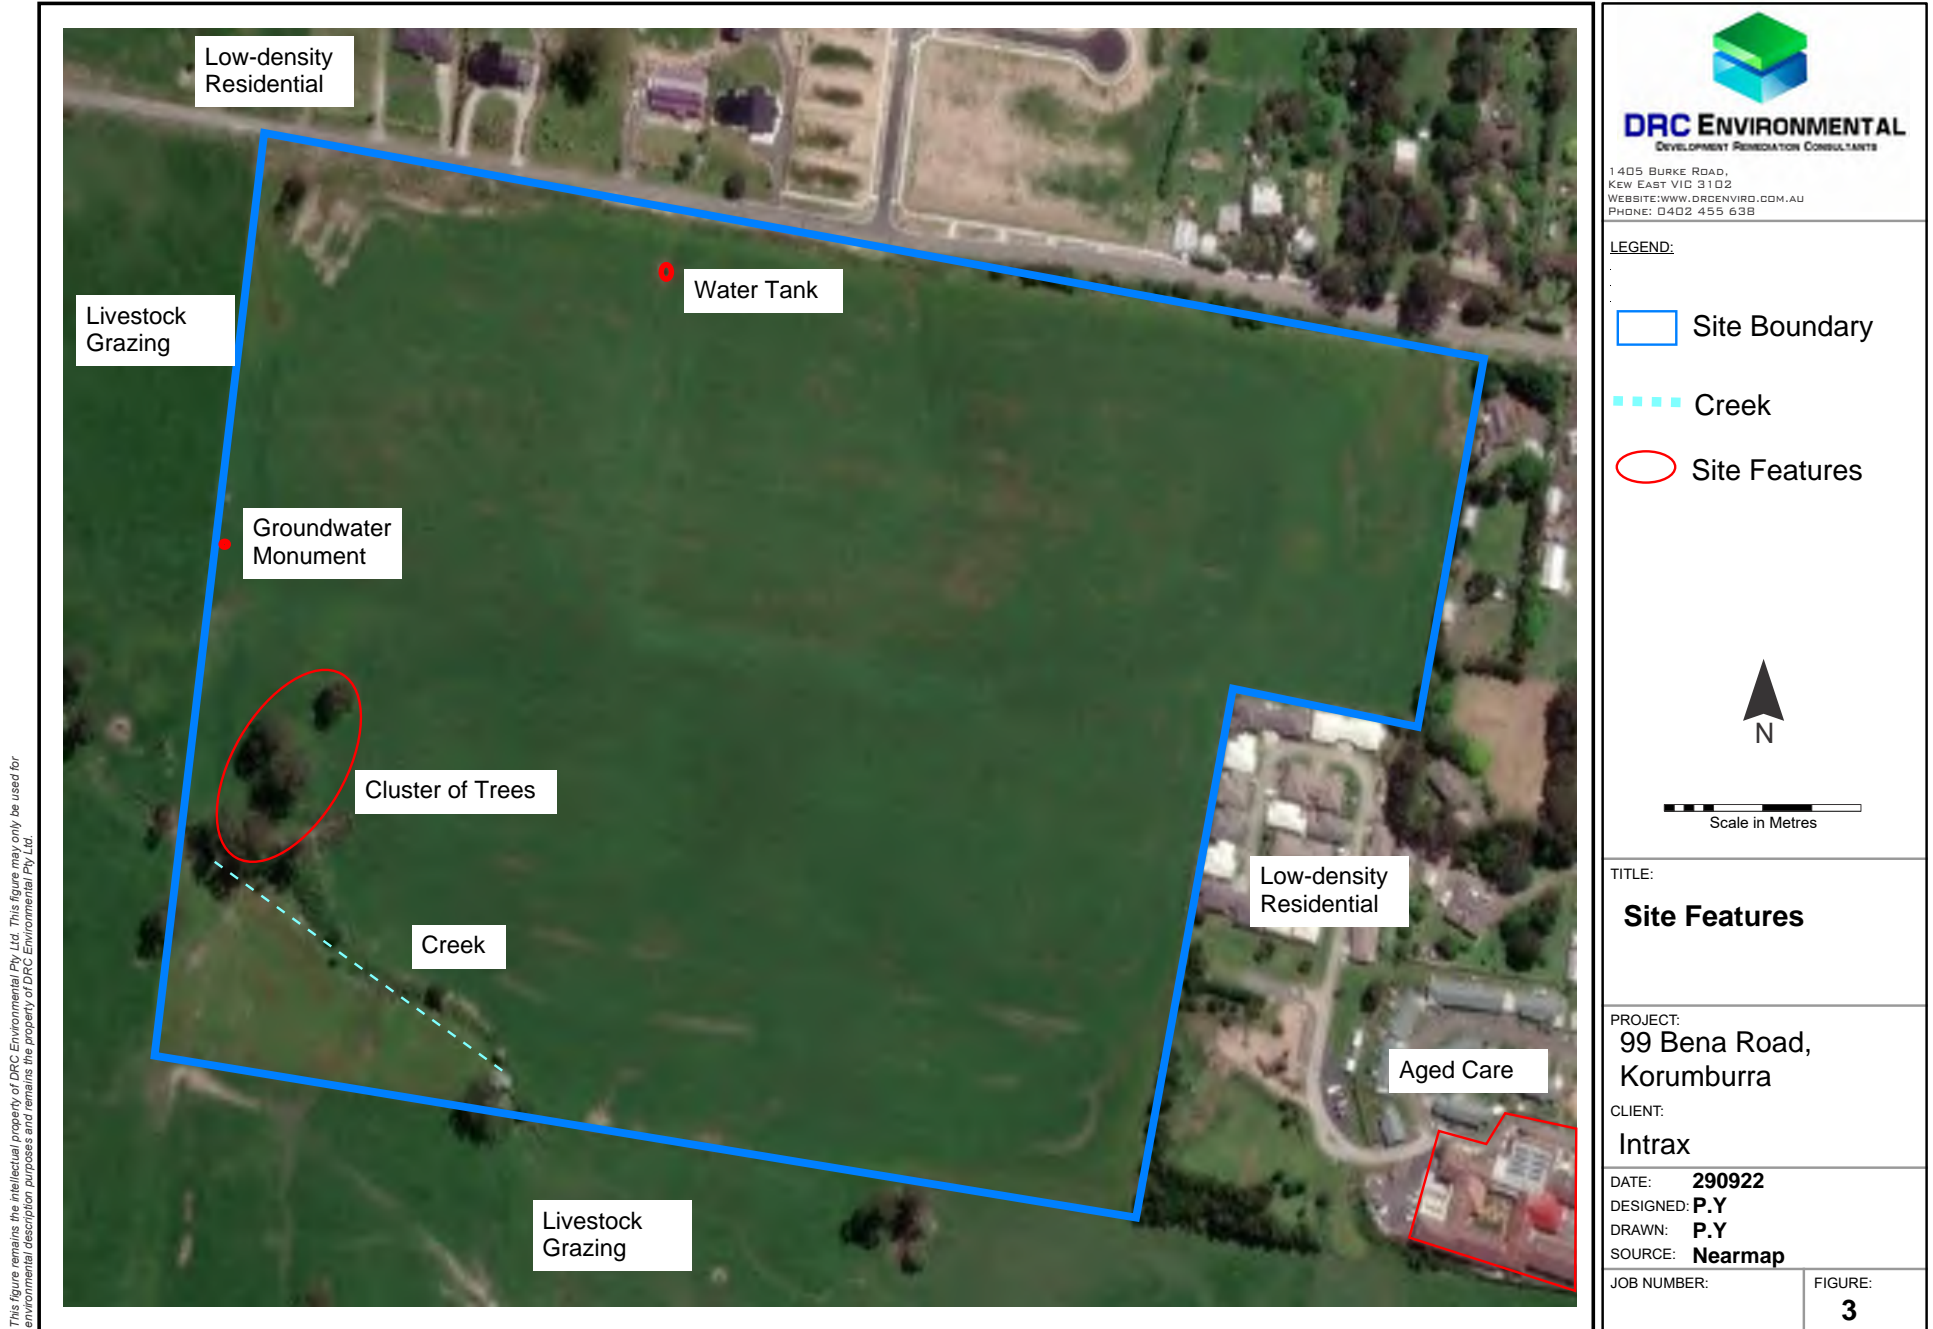 Low-density
Residential
Water Tank
Livestock
Grazing
Groundwater
Monument
Cluster of Trees
Creek
Low-density
Residential
Aged Care
Livestock
Grazing
This figure remains the intellectual property of DRC Environmental Pty Ltd. This figure may only be used for
environmental description purposes and remains the property of DRC Environmental Pty Ltd.
DRC ENVIRONMENTAL
DEVELOPMENT REMEDIATION CONSULTANTS
1405 BURKE ROAD,
KEW EAST VIC 3102
WEBSITE:WWW.DRCENVIRO.COM.AU
PHONE: 0402 455 638
LEGEND:
Site Boundary
Creek
Site Features
N
Scale in Metres
TITLE:
Site Features
PROJECT:
99 Bena Road,
Korumburra
CLIENT:
Intrax
DATE: 290922
DESIGNED: P.Y
DRAWN: P.Y
SOURCE: Nearmap
JOB NUMBER:
FIGURE:
3